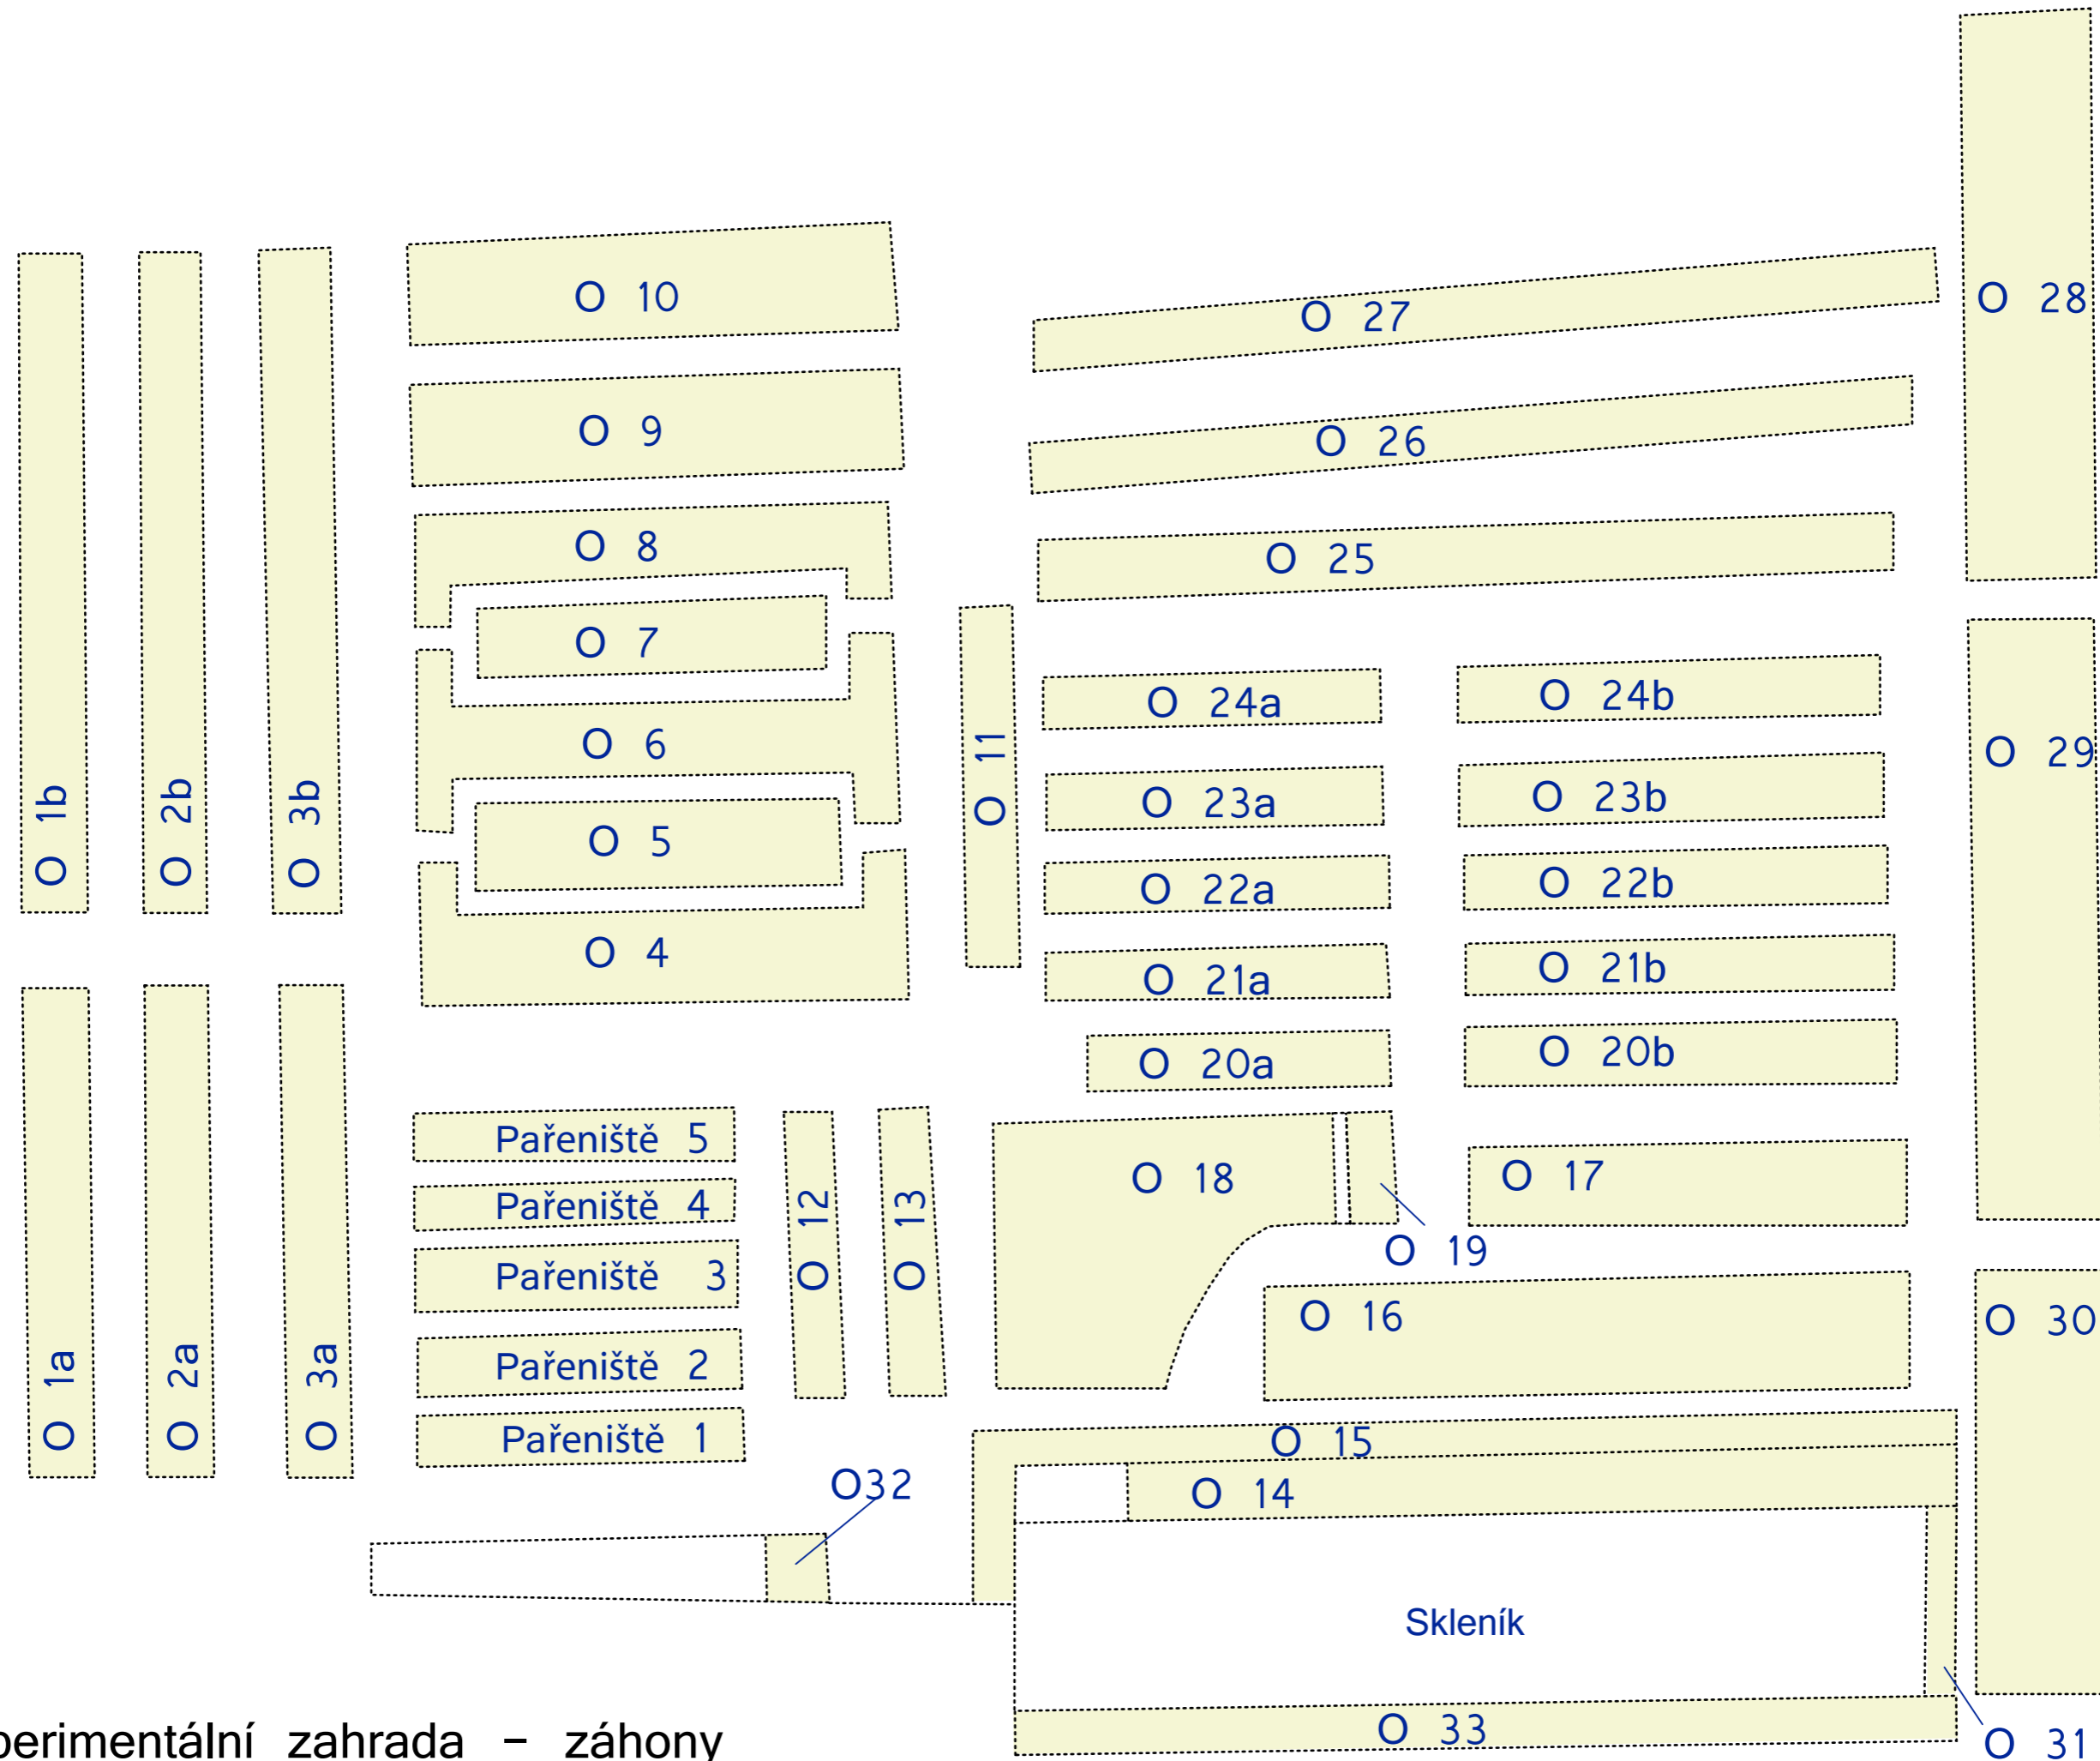 O 10
O 27
O 28
O 9
O 26
O 8
O 25
O 7
O 24a
O 24b
O 6
O 11
O 29
O 1b
O 2b
O 3b
O 23a
O 23b
O 5
O 22a
O 22b
O 4
O 21a
O 21b
O 20a
O 20b
Pařeniště 5
O 18
O 17
Pařeniště 4
O 12
O 13
O 19
Pařeniště 3
O 16
O 30
Pařeniště 2
O 1a
O 2a
O 3a
Pařeniště 1
O 15
O32
O 14
Skleník
O 33
O 31
perimentální zahrada – záhony